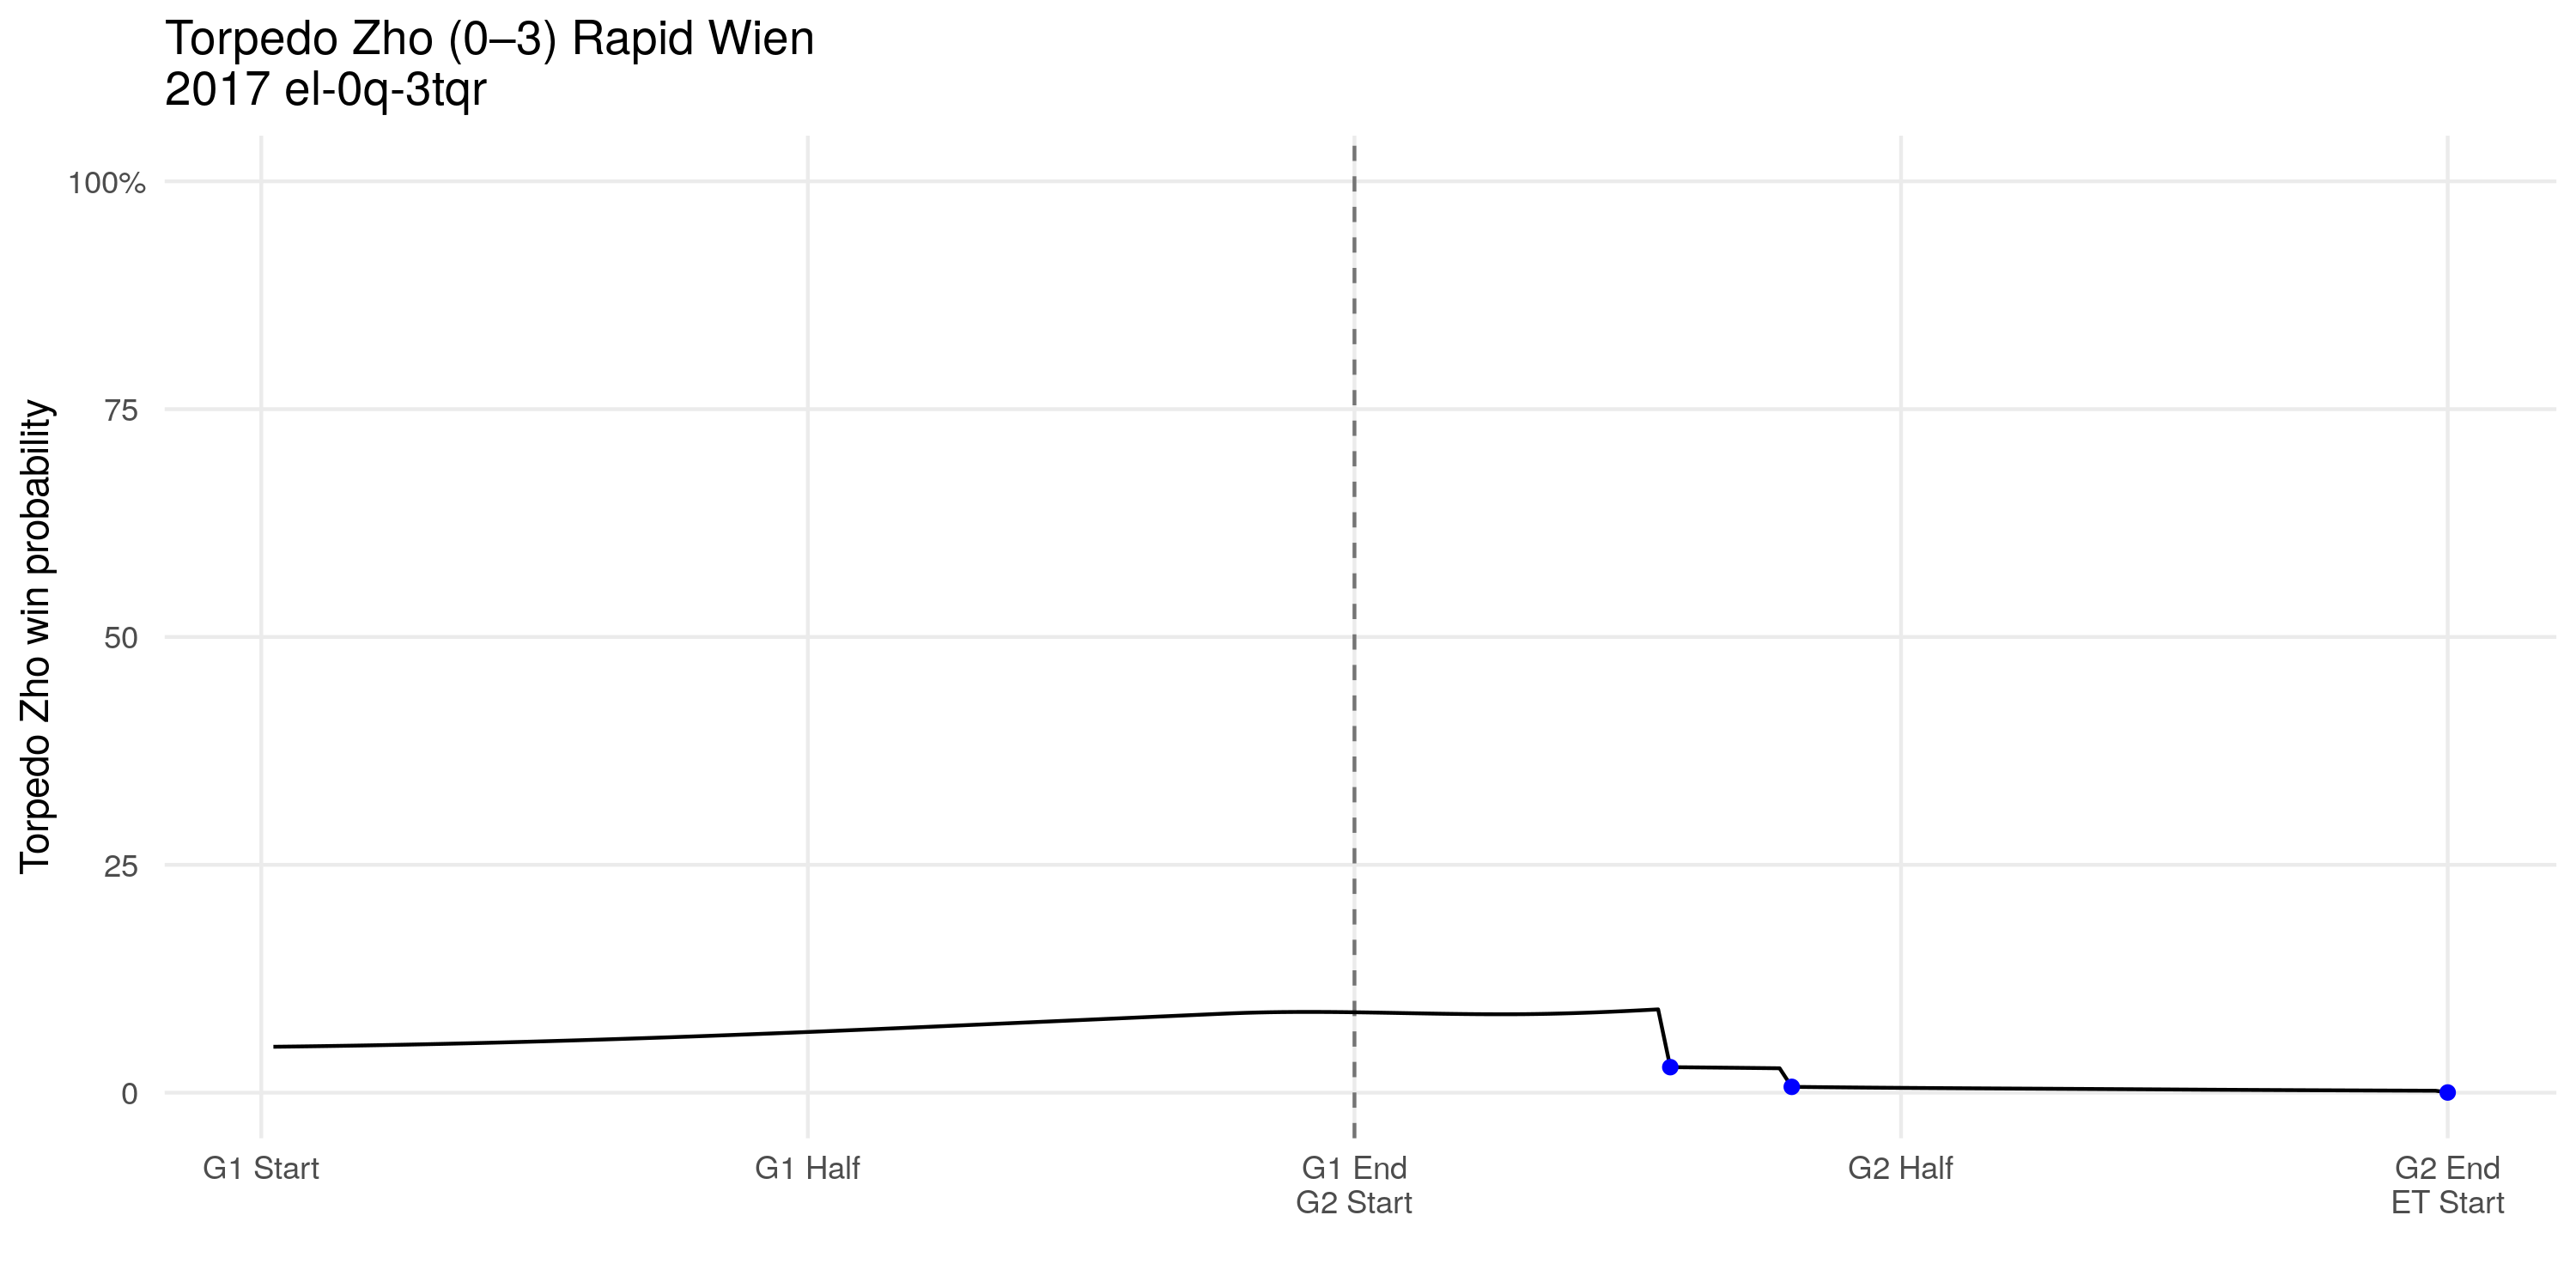 Torpedo Zho (0–3) Rapid Wien
2017 el-0q-3tqr
Torpedo Zho win probability
100%
75
50
25
0
G1 Start
G1 Half
G1 End
G2 Start
G2 Half
G2 End
ET Start